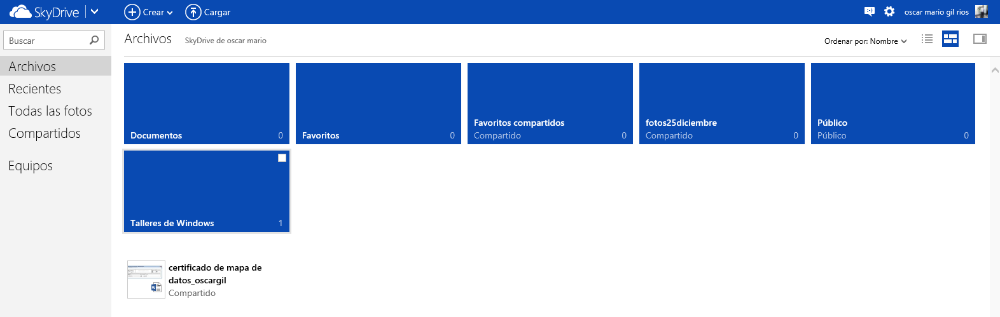 SkyDrive
Crear
Cargar
oscar mario gil rios
Buscar
Archivos
Recientes
Todas las fotos
Compartidos
Equipos
Archivos
SkyDrive de oscar mario
Ordenar por: Nombre
Documentos 0
Favoritos 0
Favoritos compartidos
Compartido 0
fotos25diciembre
Compartido 0
Público
Público 0
Talleres de Windows 1
certificado de mapa de
datos_oscargil
Compartido